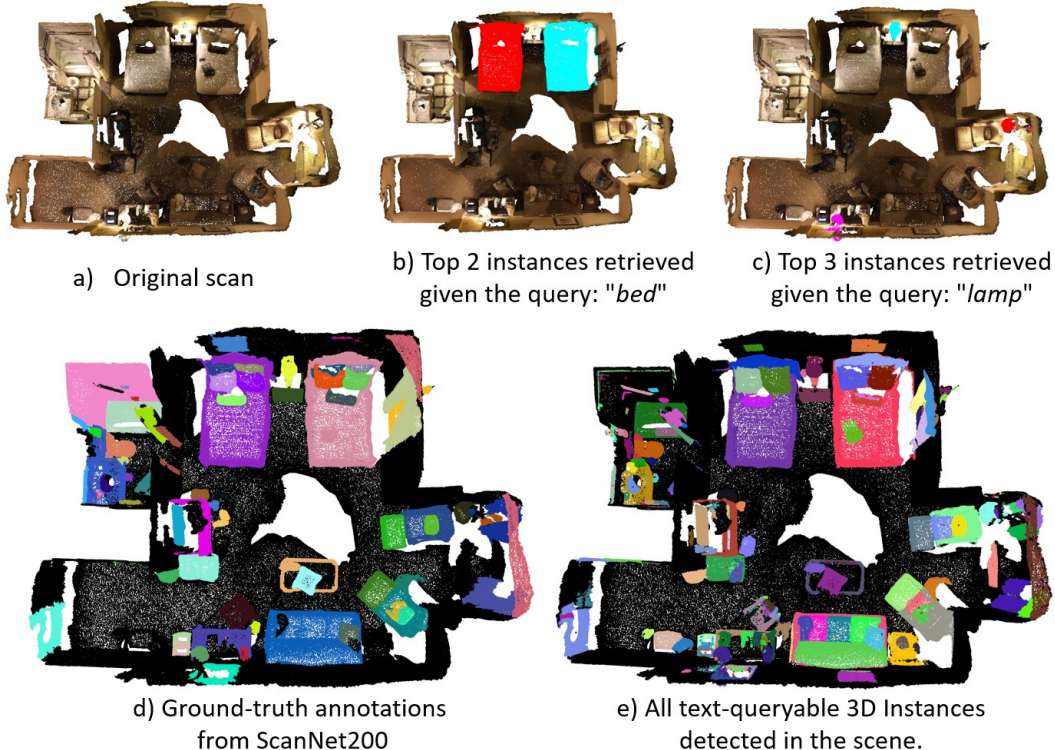 a) Original scan
b) Top 2 instances retrieved
given the query: "bed"
c) Top 3 instances retrieved
given the query: "lamp"
d) Ground-truth annotations
from ScanNet200
e) All text-queryable 3D Instances
detected in the scene.